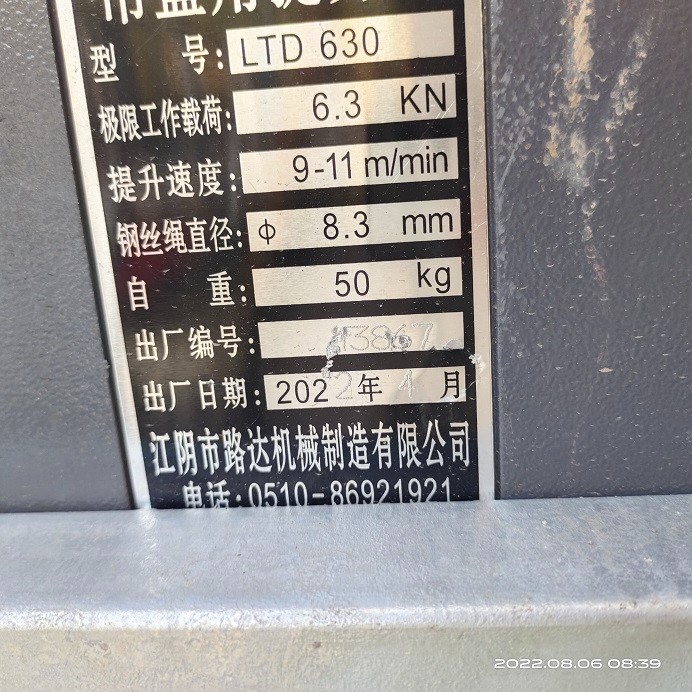 型 号: LTD 630
极限工作载荷: 6.3 KN
提升速度: 9-11 m/min
钢丝绳直径: φ 8.3 mm
自 重: 50 kg
出厂编号: 13867
出厂日期: 2022年 4月
江阴市路达机械制造有限公司
电话:0510-86921921
2022.08.06 08:39